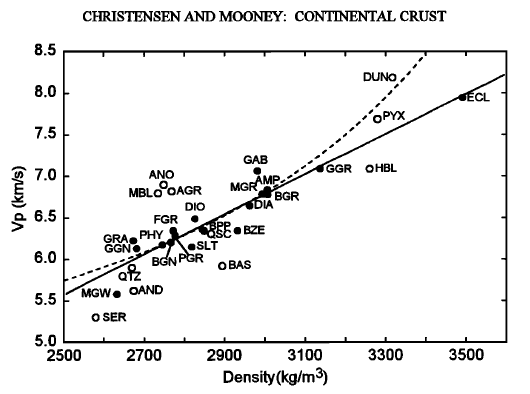 CHRISTENSEN AND MOONEY: CONTINENTAL CRUST
8.5
DUN
8.0
ECL
PYX
7.5
GAB
GGR
HBL
7.0
ANO
AMP
MBL
AGR
MGR
BGR
6.5
DIO
DIA
FGR
BPP
QSC
BZE
GRA
PHY
GGN
SLT
6.0
BGN
PGR
BAS
QTZ
MGW
AND
5.5
SER
5.0
2500
2700
2900
3100
3300
3500
Vp (km/s)
Density(kg/m3)